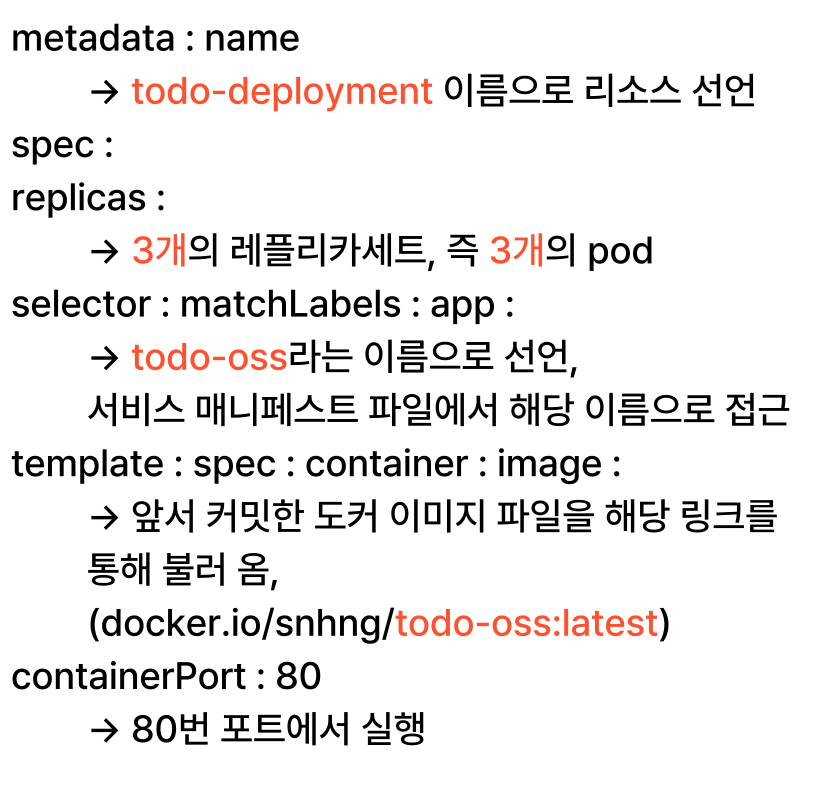 metadata : name
→ todo-deployment 이름으로 리소스 선언
spec :
replicas :
→ 3개의 레플리카세트, 즉 3개의 pod
selector : matchLabels : app :
→ todo-oss라는 이름으로 선언,
서비스 매니페스트 파일에서 해당 이름으로 접근
template : spec : container : image :
→ 앞서 커밋한 도커 이미지 파일을 해당 링크를
통해 불러 옴,
(docker.io/snhng/todo-oss:latest)
containerPort : 80
→ 80번 포트에서 실행